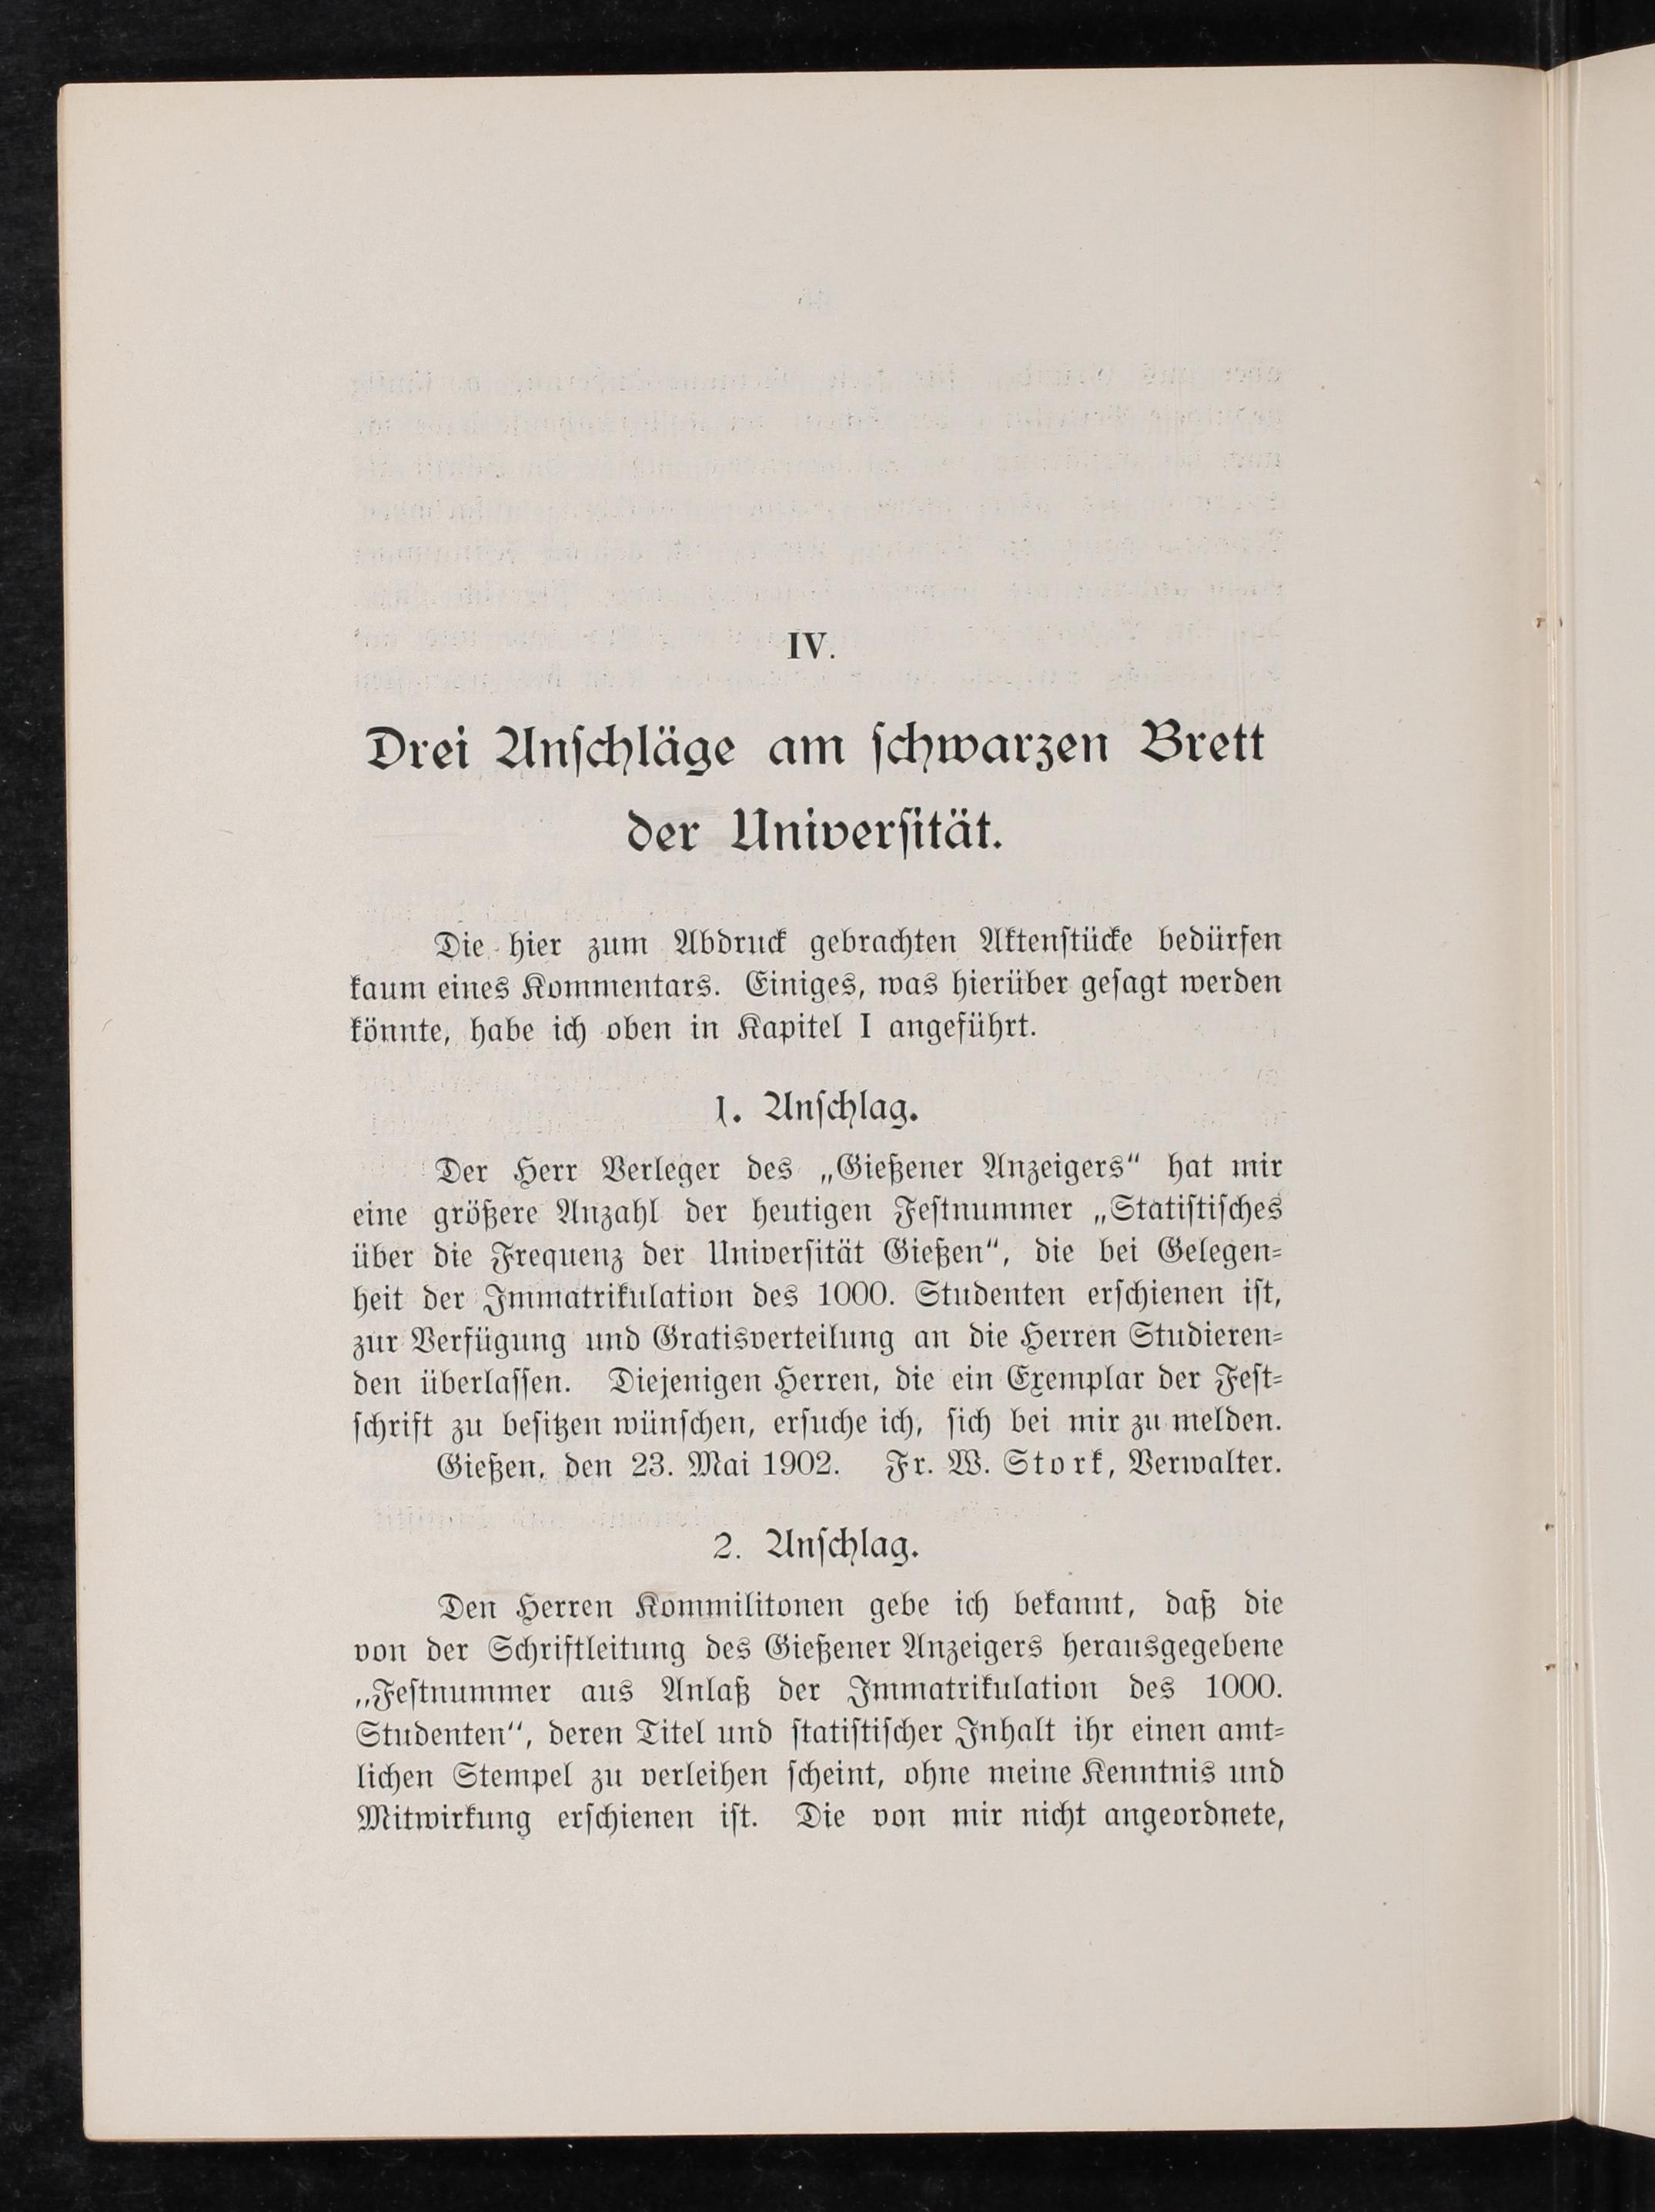 IV.
Drei Anschläge am schwarzen Brett
der Universität.
Die hier zum Abdruck gebrachten Aktenstücke bedürfen
kaum eines Kommentars. Einiges, was hierüber gesagt werden
könnte, habe ich oben in Kapitel I angeführt.
1. Anschlag.
Der Herr Verleger des „Gießener Anzeigers“ hat mir
eine größere Anzahl der heutigen Festnummer „Statistisches
über die Frequenz der Universität Gießen“, die bei Gelegen-
heit der Immatrikulation des 1000. Studenten erschienen ist,
zur Verfügung und Gratisverteilung an die Herren Studieren-
den überlassen. Diejenigen Herren, die ein Exemplar der Fest-
schrift zu besitzen wünschen, ersuche ich, sich bei mir zu melden.
Gießen, den 23. Mai 1902. Fr. W. Stork, Verwalter.
2. Anschlag.
Den Herren Kommilitonen gebe ich bekannt, daß die
von der Schriftleitung des Gießener Anzeigers herausgegebene
„Festnummer aus Anlaß der Immatrikulation des 1000.
Studenten“, deren Titel und statistischer Inhalt ihr einen amt-
lichen Stempel zu verleihen scheint, ohne meine Kenntnis und
Mitwirkung erschienen ist. Die von mir nicht angeordnete,